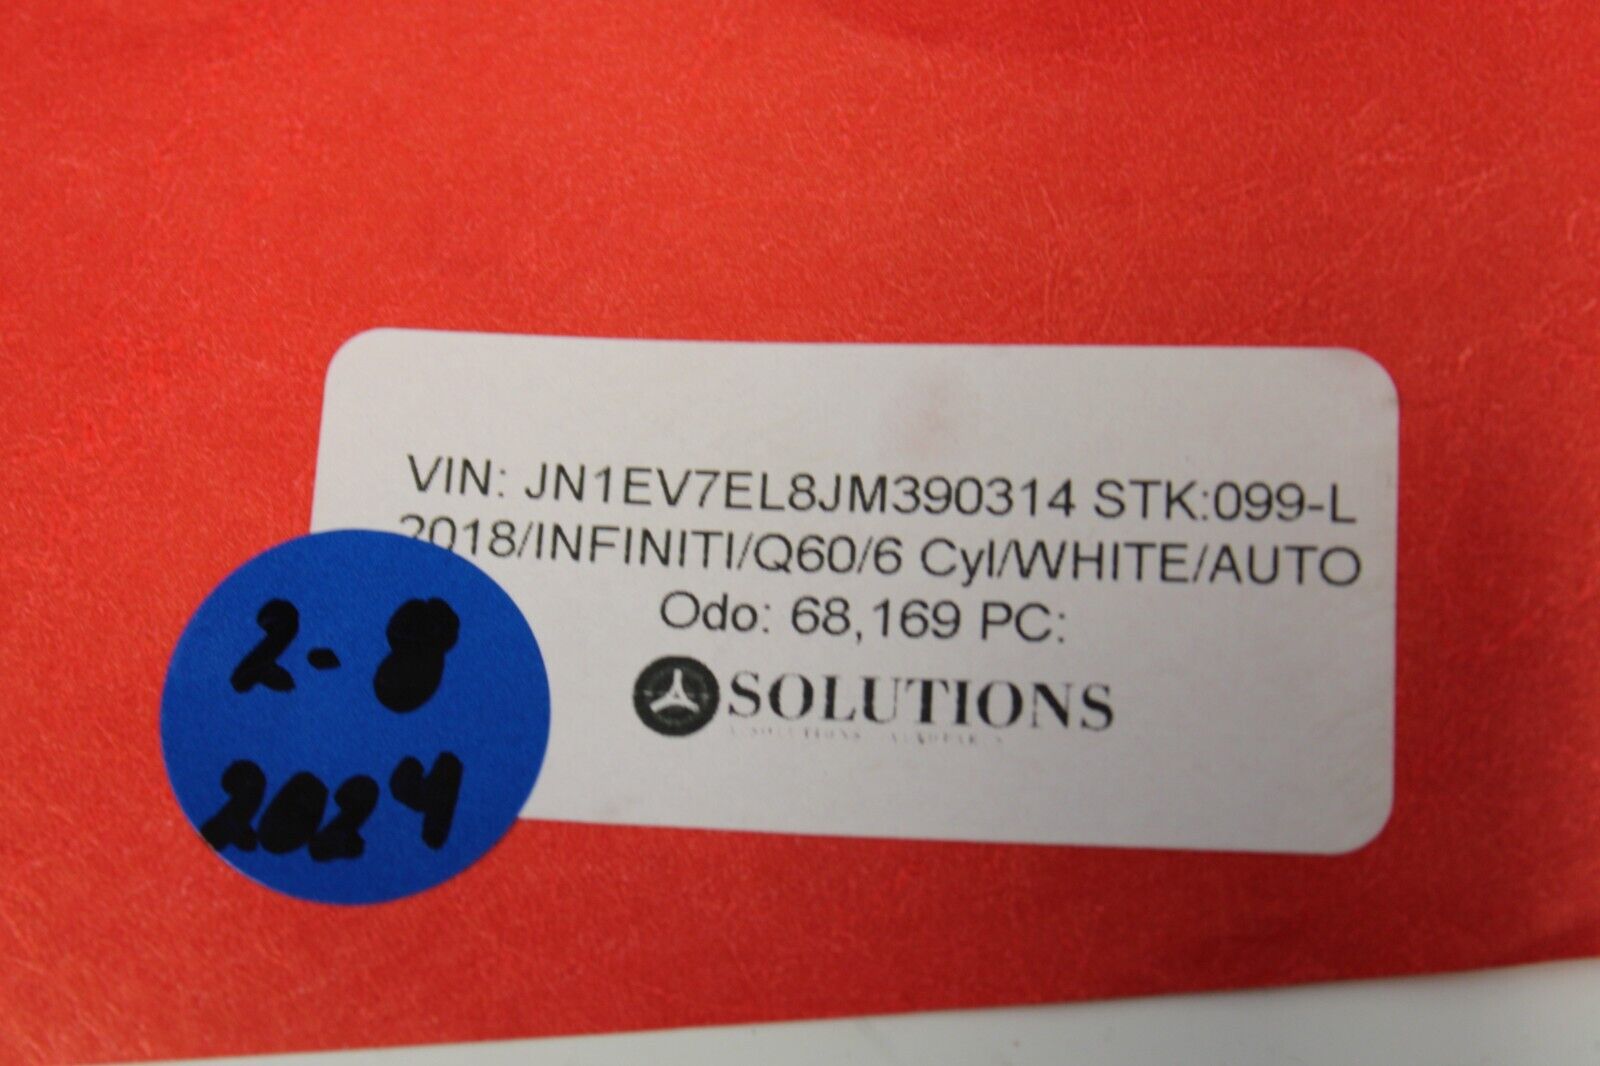 VIN: JN1EV7EL8JM390314 STK:099-L
2018/INFINITI/Q60/6 Cyl/WHITE/AUTO
Odo: 68,169 PC:
SOLUTIONS
2-8
2024